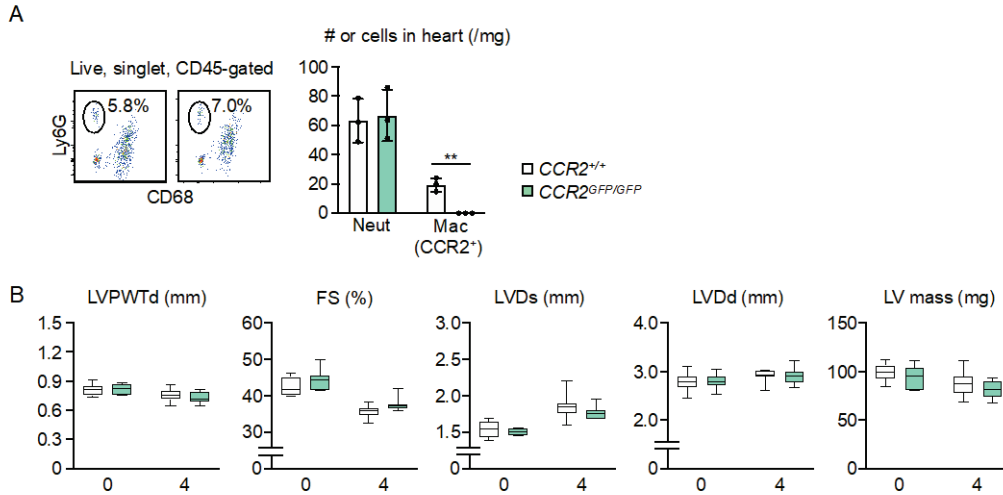 A
# or cells in heart (/mg)
Live, singlet, CD45-gated
5.8%
7.0%
Ly6G
CD68
100
80
60
40
20
0
**
Neut
Mac
(CCR2+)
CCR2+/+
CCR2GFP/GFP
B
LVPWTd (mm)
1.5
1.2
0.9
0.6
0.3
0
0 4
FS (%)
60
50
40
30
0
0 4
LVDs (mm)
3.0
2.5
2.0
1.5
0
0 4
LVDd (mm)
4.0
3.0
2.0
0
0 4
LV mass (mg)
150
100
50
0
0 4